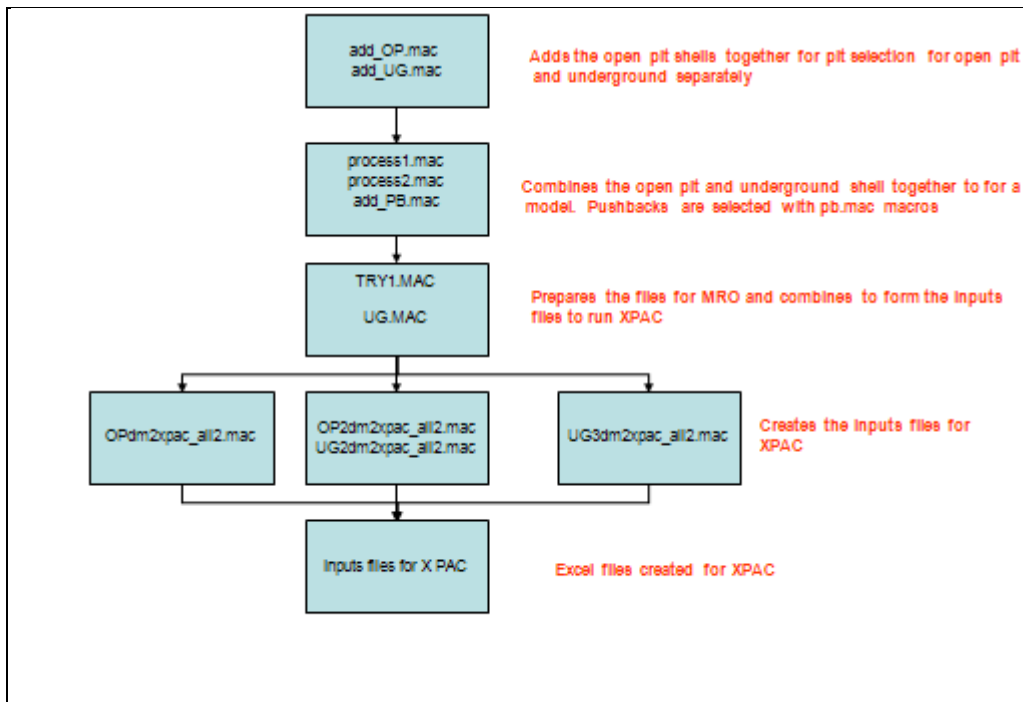 add_OP.mac
add_UG.mac
Adds the open pit shells together for pit selection for open pit
and underground separately
process1.mac
process2.mac
add_PB.mac
Combines the open pit and underground shell together to for a
model. Pushbacks are selected with pb.mac macros
TRY1.MAC
UG.MAC
Prepares the files for MRO and combines to form the inputs
files to run XPAC
OPdm2xpac_all2.mac
OP2dm2xpac_all2.mac
UG2dm2xpac_all2.mac
UG3dm2xpac_all2.mac
Creates the inputs files for
XPAC
Inputs files for X PAC
Excel files created for XPAC